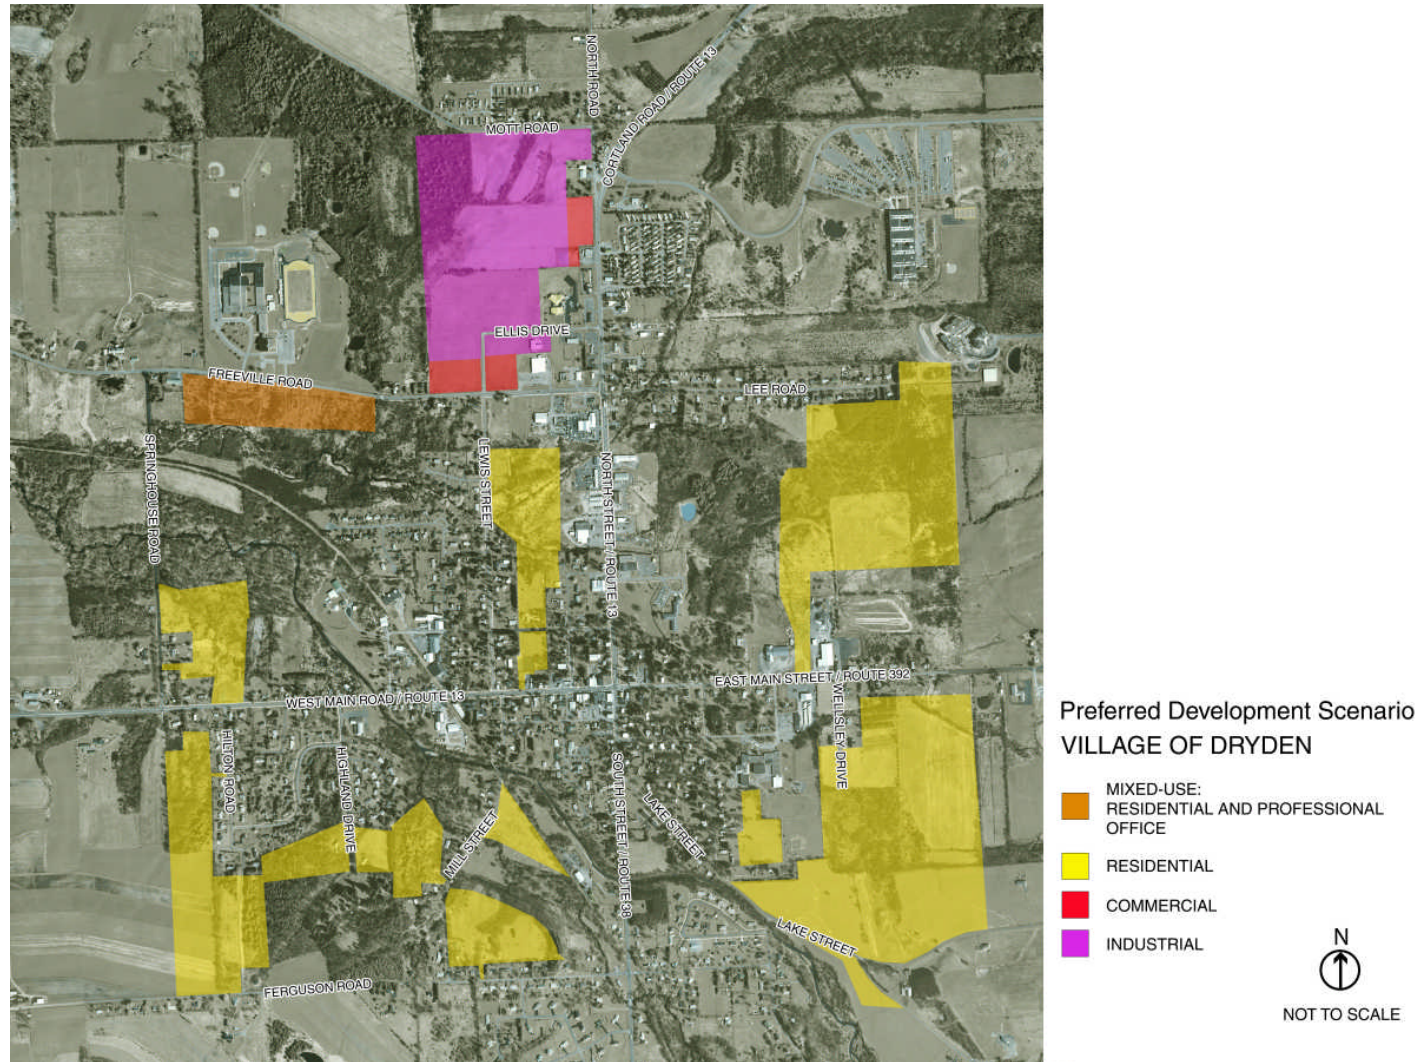 NORTH ROAD
CORTLAND ROAD / ROUTE 13
MOTT ROAD
ELLIS DRIVE
FREEVILLE ROAD
LEE ROAD
SPRINGHOUSE ROAD
LEWIS STREET
NORTH STREET / ROUTE 13
EAST MAIN STREET / ROUTE 392
WEST MAIN ROAD / ROUTE 13
WELLSLEY DRIVE
HILTON ROAD
HIGHLAND DRIVE
MILL STREET
SOUTH STREET / ROUTE 38
LAKE STREET
LAKE STREET
FERGUSON ROAD
Preferred Development Scenario
VILLAGE OF DRYDEN
MIXED-USE:
RESIDENTIAL AND PROFESSIONAL
OFFICE
RESIDENTIAL
COMMERCIAL
INDUSTRIAL
N
NOT TO SCALE